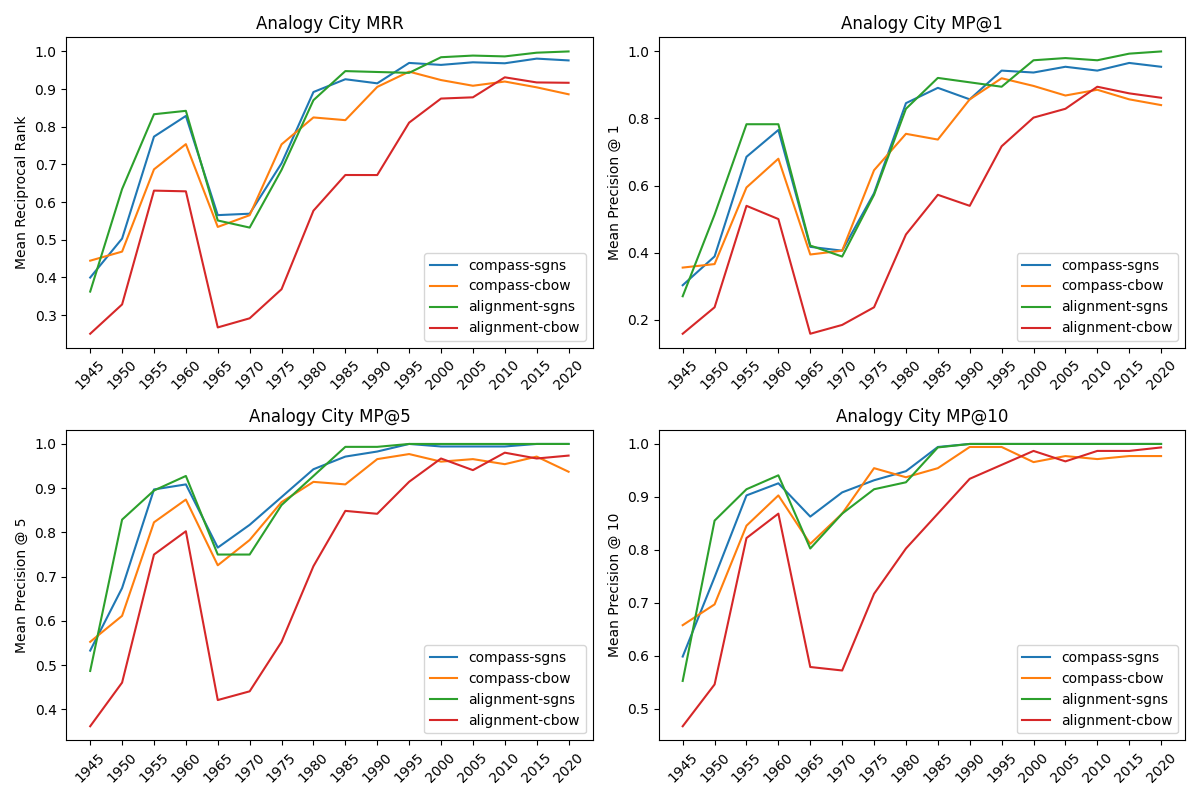 Analogy City MRR
Mean Reciprocal Rank
1.0
0.9
0.8
0.7
0.6
0.5
0.4
0.3
compass-sgns
compass-cbow
alignment-sgns
alignment-cbow
1945 1950 1955 1960 1965 1970 1975 1980 1985 1990 1995 2000 2005 2010 2015 2020
Analogy City MP@1
Mean Precision @ 1
1.0
0.8
0.6
0.4
0.2
compass-sgns
compass-cbow
alignment-sgns
alignment-cbow
1945 1950 1955 1960 1965 1970 1975 1980 1985 1990 1995 2000 2005 2010 2015 2020
Analogy City MP@5
Mean Precision @ 5
1.0
0.9
0.8
0.7
0.6
0.5
0.4
compass-sgns
compass-cbow
alignment-sgns
alignment-cbow
1945 1950 1955 1960 1965 1970 1975 1980 1985 1990 1995 2000 2005 2010 2015 2020
Analogy City MP@10
Mean Precision @ 10
1.0
0.9
0.8
0.7
0.6
0.5
compass-sgns
compass-cbow
alignment-sgns
alignment-cbow
1945 1950 1955 1960 1965 1970 1975 1980 1985 1990 1995 2000 2005 2010 2015 2020